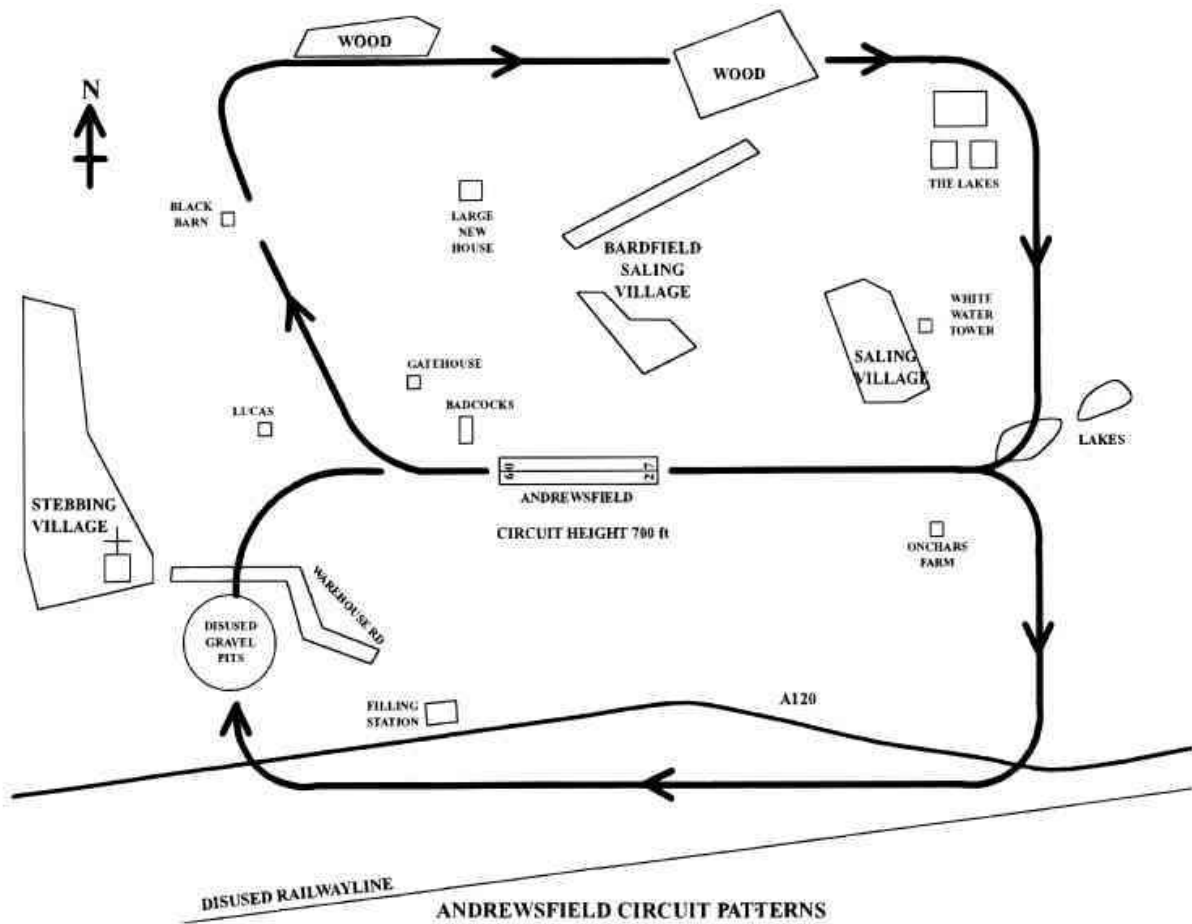 WOOD
WOOD
N
THE LAKES
BLACK
BARN
LARGE
NEW
HOUSE
BARDFIELD
SALING
VILLAGE
WHITE
WATER
TOWER
SALING
VILLAGE
GATEHOUSE
BADCOCKS
LUCAS
LAKES
09
27
ANDREWSFIELD
CIRCUIT HEIGHT 700 ft
STEBBING
VILLAGE
ONCHARS
FARM
WAREHOUSE RD
DISUSED
GRAVEL
PITS
FILLING
STATION
A120
DISUSED RAILWAYLINE
ANDREWSFIELD CIRCUIT PATTERNS